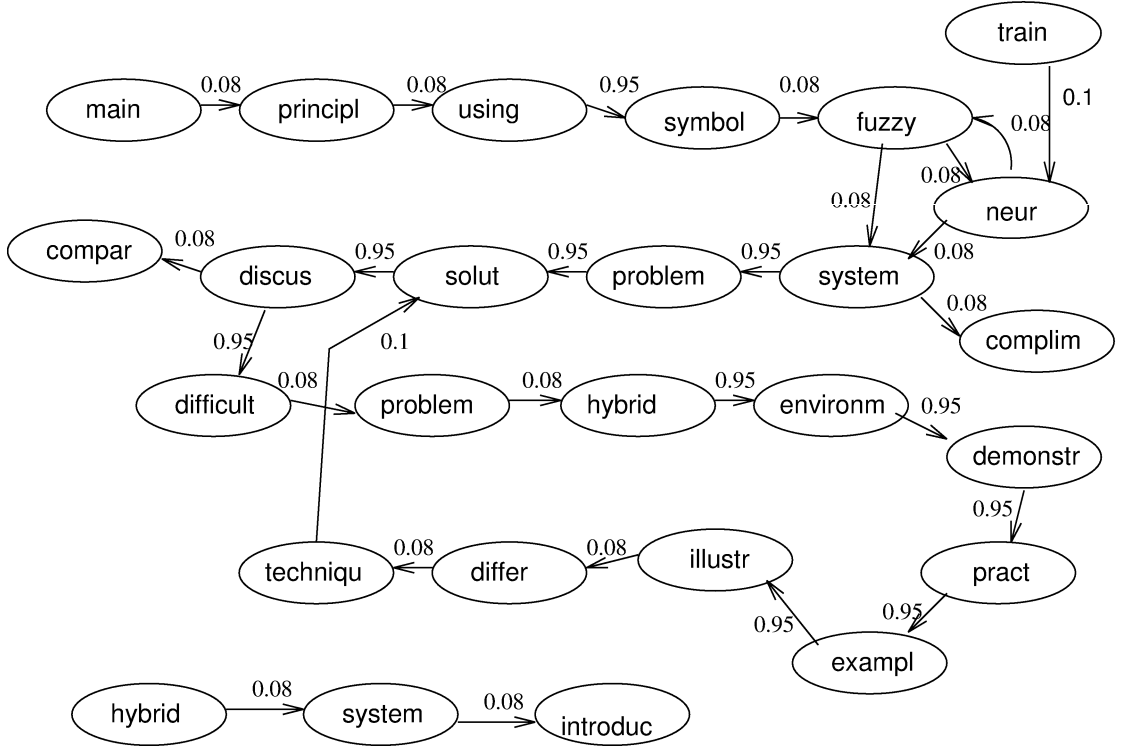 train
0.08
0.08
0.95
0.08
0.1
main
principl
using
symbol
fuzzy
0.08
0.08
0.08
neur
compar
0.08
discus
0.95
solut
0.95
problem
0.95
system
0.08
0.08
complim
0.95
0.1
difficult
0.08
problem
0.08
hybrid
0.95
environm
0.95
demonstr
0.95
techniqu
0.08
differ
0.08
illustr
pract
0.95
0.95
exampl
hybrid
0.08
system
0.08
introduc